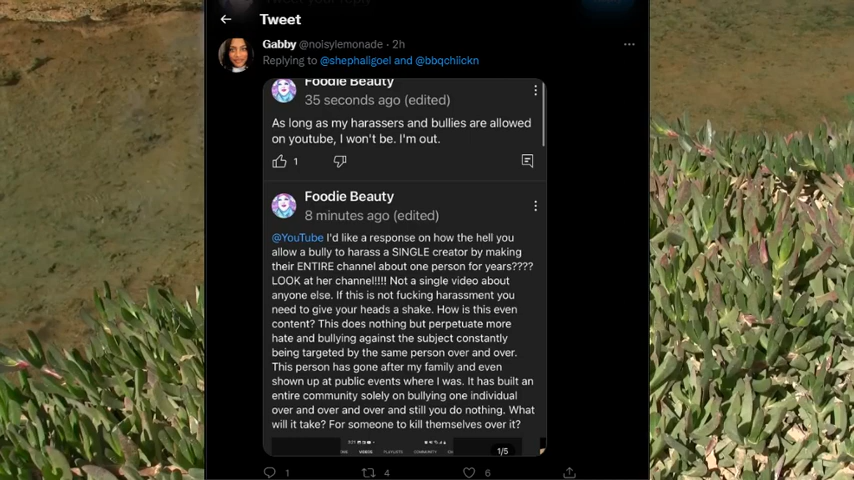 Tweet
Gabby @noisylemonade · 2h
Replying to @shephaligoel and @bbqchiickn
Foodie Beauty
35 seconds ago (edited)
As long as my harassers and bullies are allowed
on youtube, I won't be. I'm out.
1
Foodie Beauty
8 minutes ago (edited)
@YouTube I'd like a response on how the hell you
allow a bully to harass a SINGLE creator by making
their ENTIRE channel about one person for years????
LOOK at her channel!!!! Not a single video about
anyone else. If this is not fucking harassment you
need to give your heads a shake. How is this even
content? This does nothing but perpetuate more
hate and bullying against the subject constantly
being targeted by the same person over and over.
This person has gone after my family and even
shown up at public events where I was. It has built an
entire community solely on bullying one individual
over and over and over and still you do nothing. What
will it take? For someone to kill themselves over it?
VIDEOS PLAYLISTS COMMUNITY
1/5
1 4 6